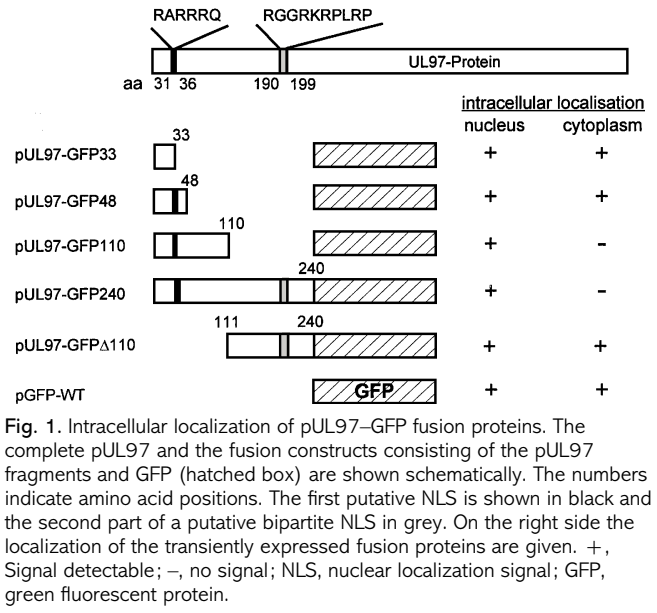 RARRRQ RGGRKRPLRP
UL97-Protein
aa 31 36 190 199
intracellular localisation
nucleus cytoplasm
33
pUL97-GFP33 + +
48
pUL97-GFP48 + +
110
pUL97-GFP110 + -
240
pUL97-GFP240 + -
111 240
pUL97-GFPΔ110 + +
pGFP-WT GFP + +
Fig. 1. Intracellular localization of pUL97–GFP fusion proteins. The
complete pUL97 and the fusion constructs consisting of the pUL97
fragments and GFP (hatched box) are shown schematically. The numbers
indicate amino acid positions. The first putative NLS is shown in black and
the second part of a putative bipartite NLS in grey. On the right side the
localization of the transiently expressed fusion proteins are given. +,
Signal detectable; –, no signal; NLS, nuclear localization signal; GFP,
green fluorescent protein.